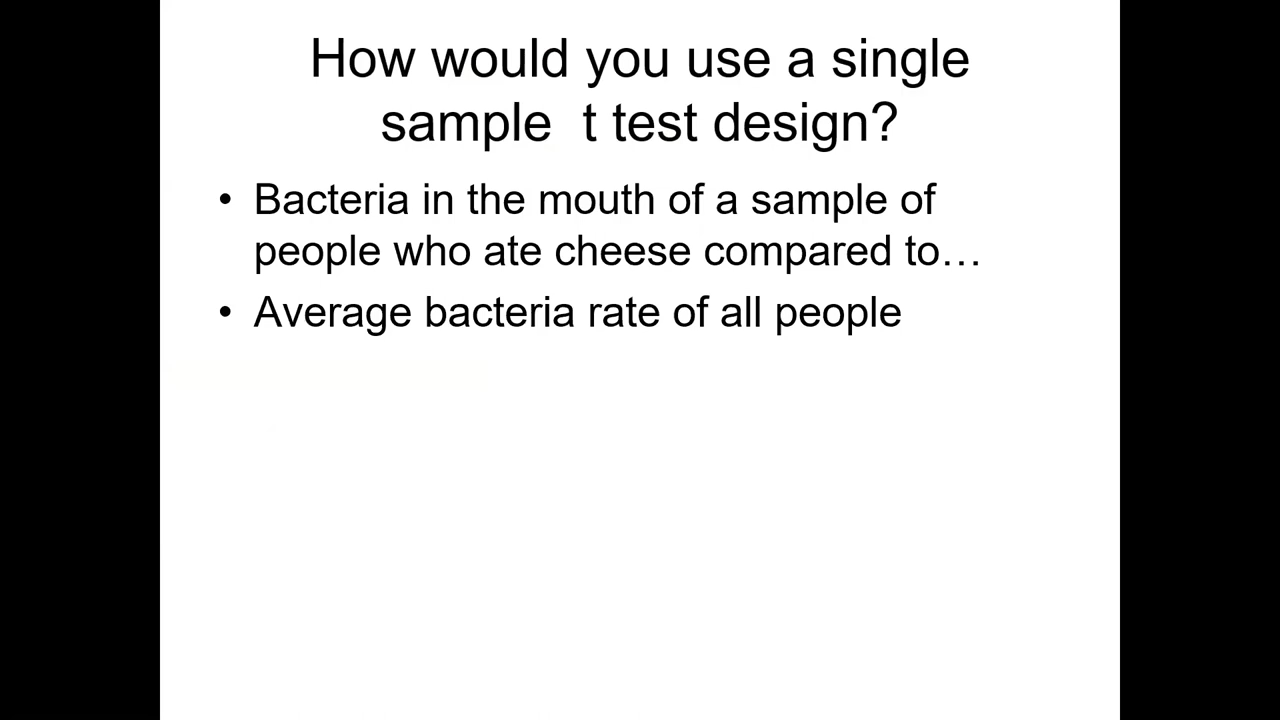 How would you use a single
sample  t test design?
• Bacteria in the mouth of a sample of
people who ate cheese compared to…
• Average bacteria rate of all people